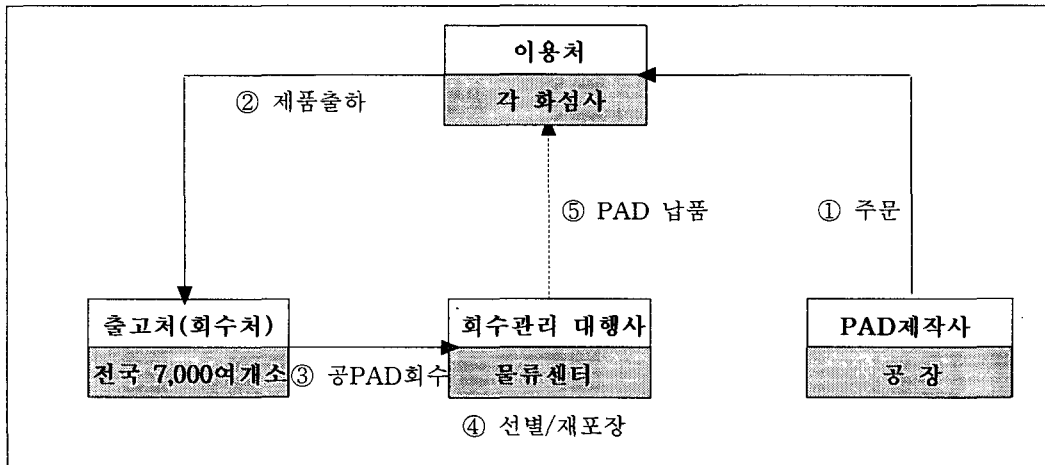 이용처
각 화섬사
② 제품출하
⑤ PAD 납품
① 주문
출고처(회수처)
전국 7,000여개소
③ 공PAD회수
회수관리 대행사
물류센터
④ 선별/재포장
PAD제작사
공 장